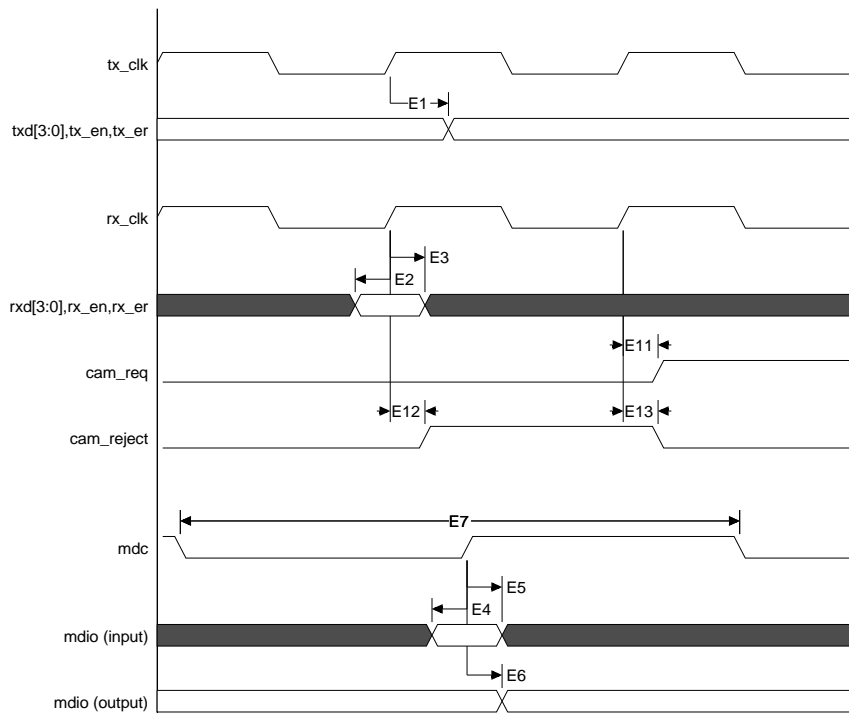 tx_clk
E1
txd[3:0],tx_en,tx_er
rx_clk
E3
E2
rxd[3:0],rx_en,rx_er
E11
cam_req
E12
E13
cam_reject
E7
mdc
E5
E4
mdio (input)
E6
mdio (output)